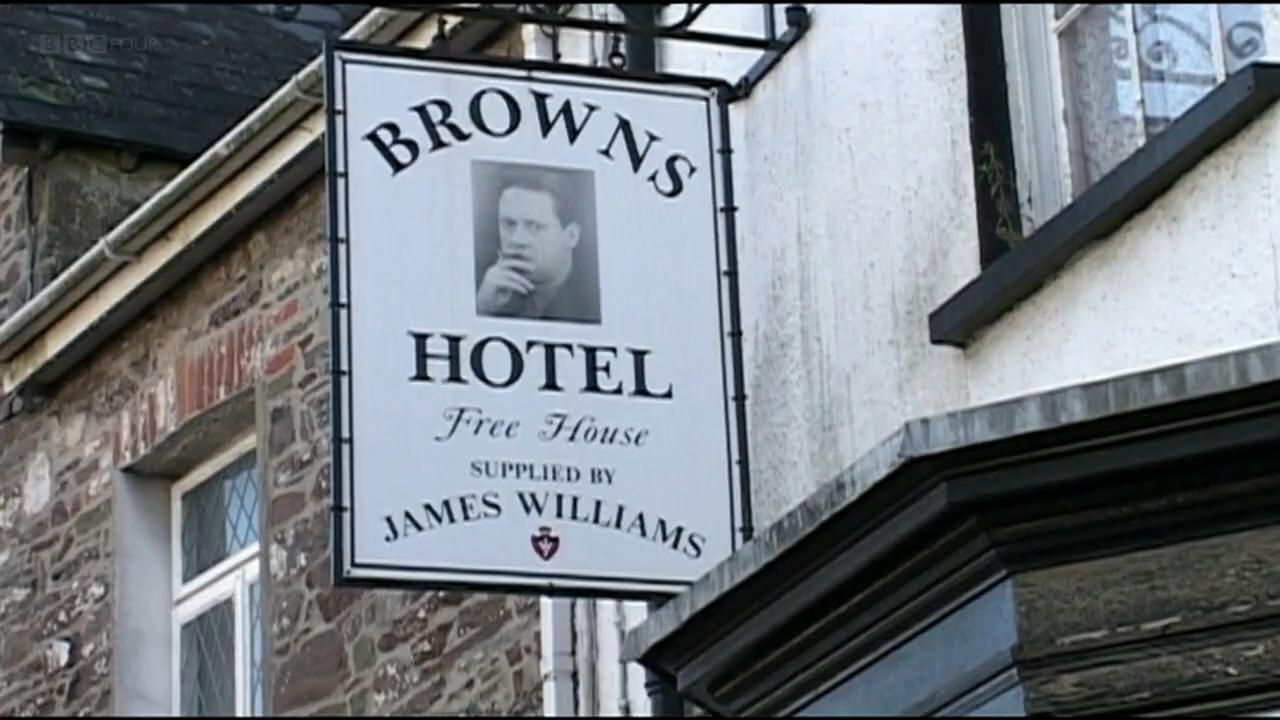 BBC FOUR
BROWNS
HOTEL
Free House
SUPPLIED BY
JAMES WILLIAMS